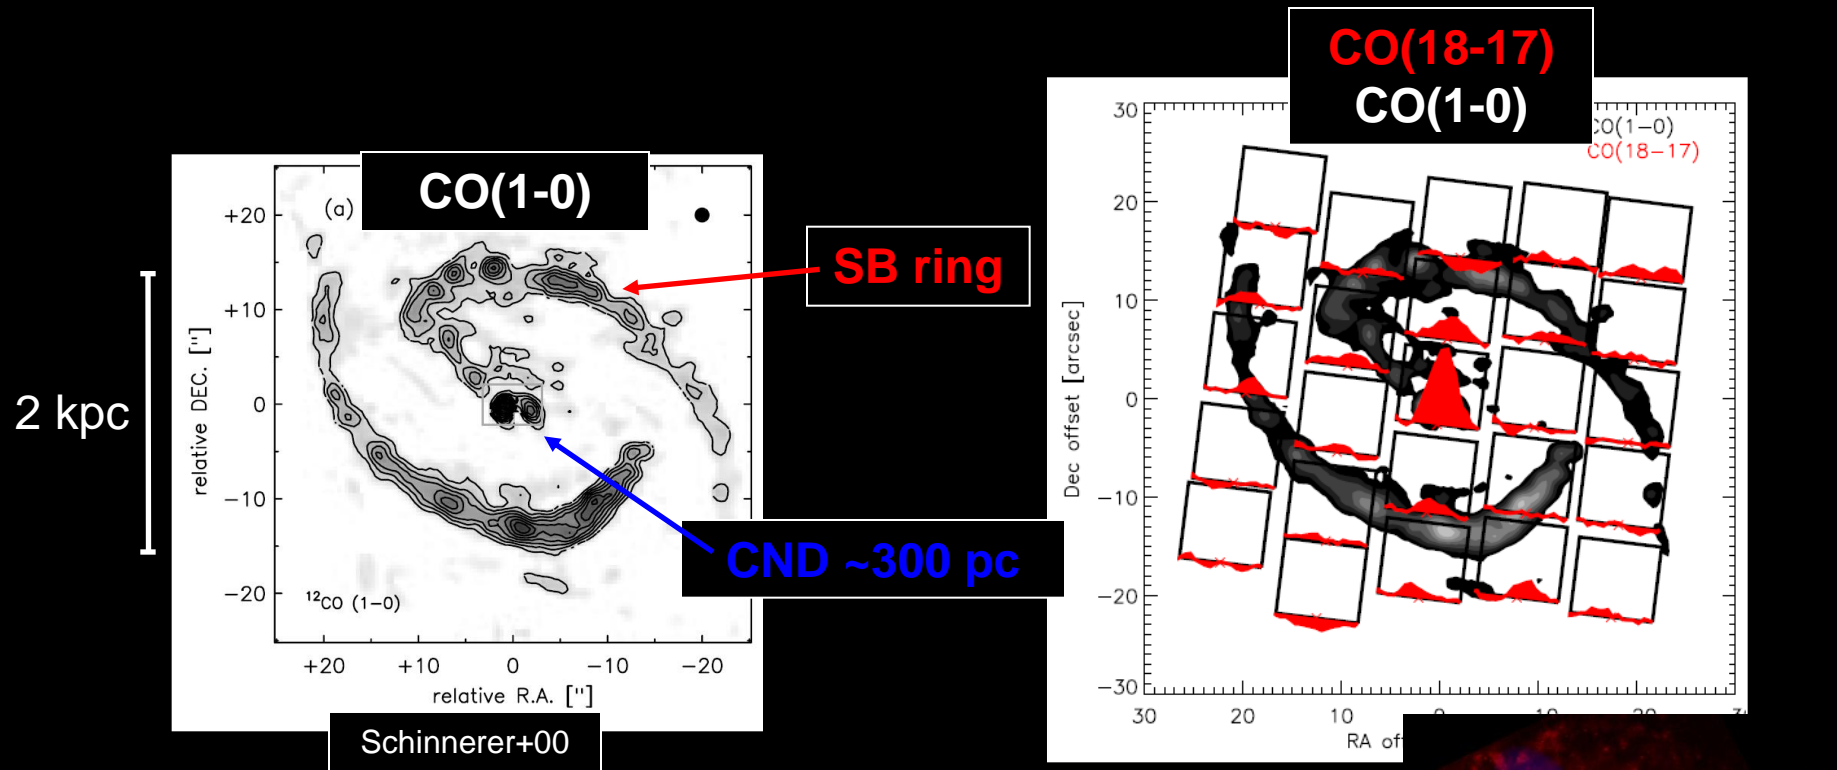 CO(1-0)
(a)
+20
+10
0
−10
−20
relative DEC. ["]
¹²CO (1−0)
+20 +10 0 −10 −20
relative R.A. ["]
Schinnerer+00
2 kpc
SB ring
CND ~300 pc
CO(18-17)
CO(1-0)
CO(1−0)
CO(18−17)
30
20
10
0
−10
−20
−30
Dec offset [arcsec]
30 20 10
RA of